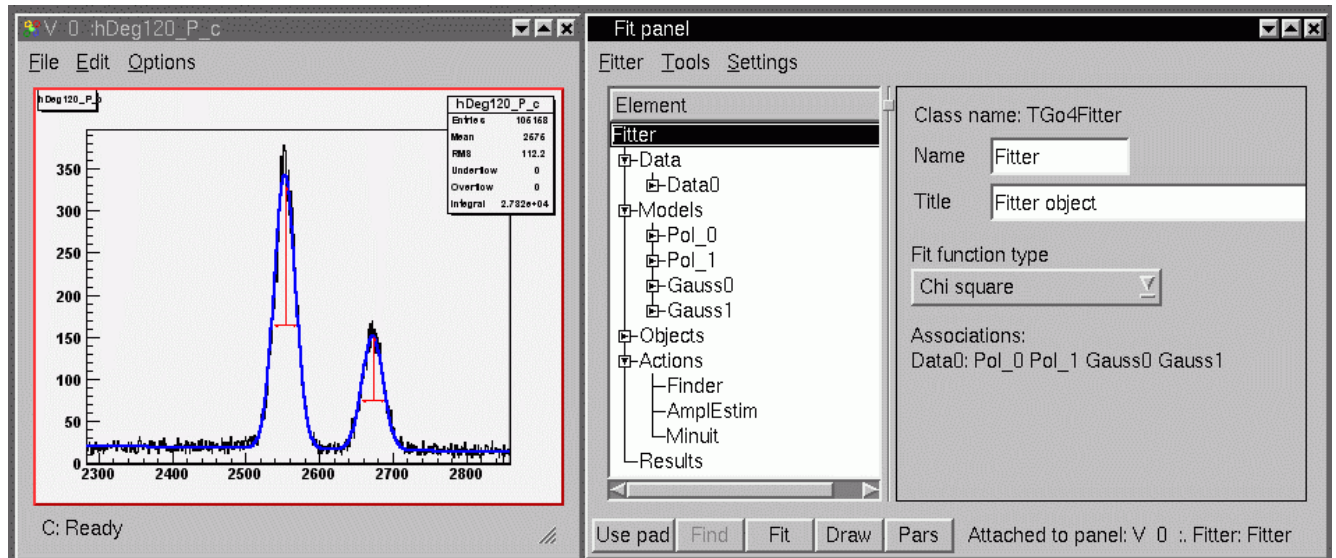 V 0 :hDeg120_P_c
File Edit Options
hDeg120_P_c
hDeg120_P_c
Entries 106168
Mean 2676
RMS 112.2
Underflow 0
Overflow 0
Integral 2.782e+04
350
300
250
200
150
100
50
0
2300 2400 2500 2600 2700 2800
C: Ready
Fit panel
Fitter Tools Settings
Element
Fitter
Data
Data0
Models
Pol_0
Pol_1
Gauss0
Gauss1
Objects
Actions
Finder
AmplEstim
Minuit
Results
Class name: TGo4Fitter
Name Fitter
Title Fitter object
Fit function type
Chi square
Associations:
Data0: Pol_0 Pol_1 Gauss0 Gauss1
Use pad Find Fit Draw Pars Attached to panel: V 0 :. Fitter: Fitter